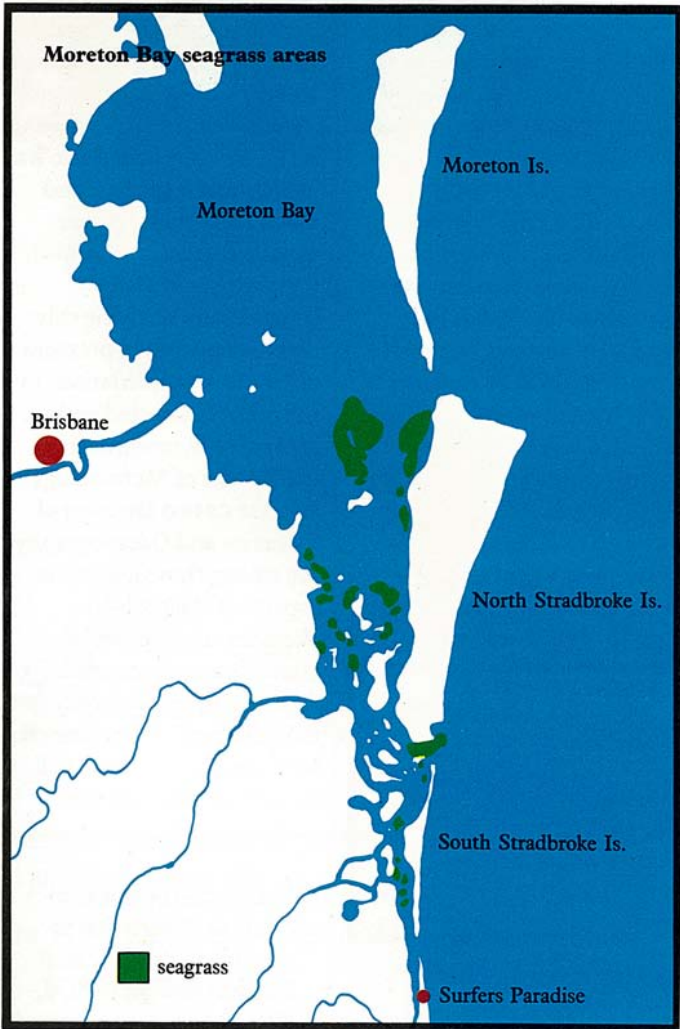 Moreton Bay seagrass areas
Moreton Is.
Moreton Bay
Brisbane
North Stradbroke Is.
South Stradbroke Is.
seagrass
Surfers Paradise